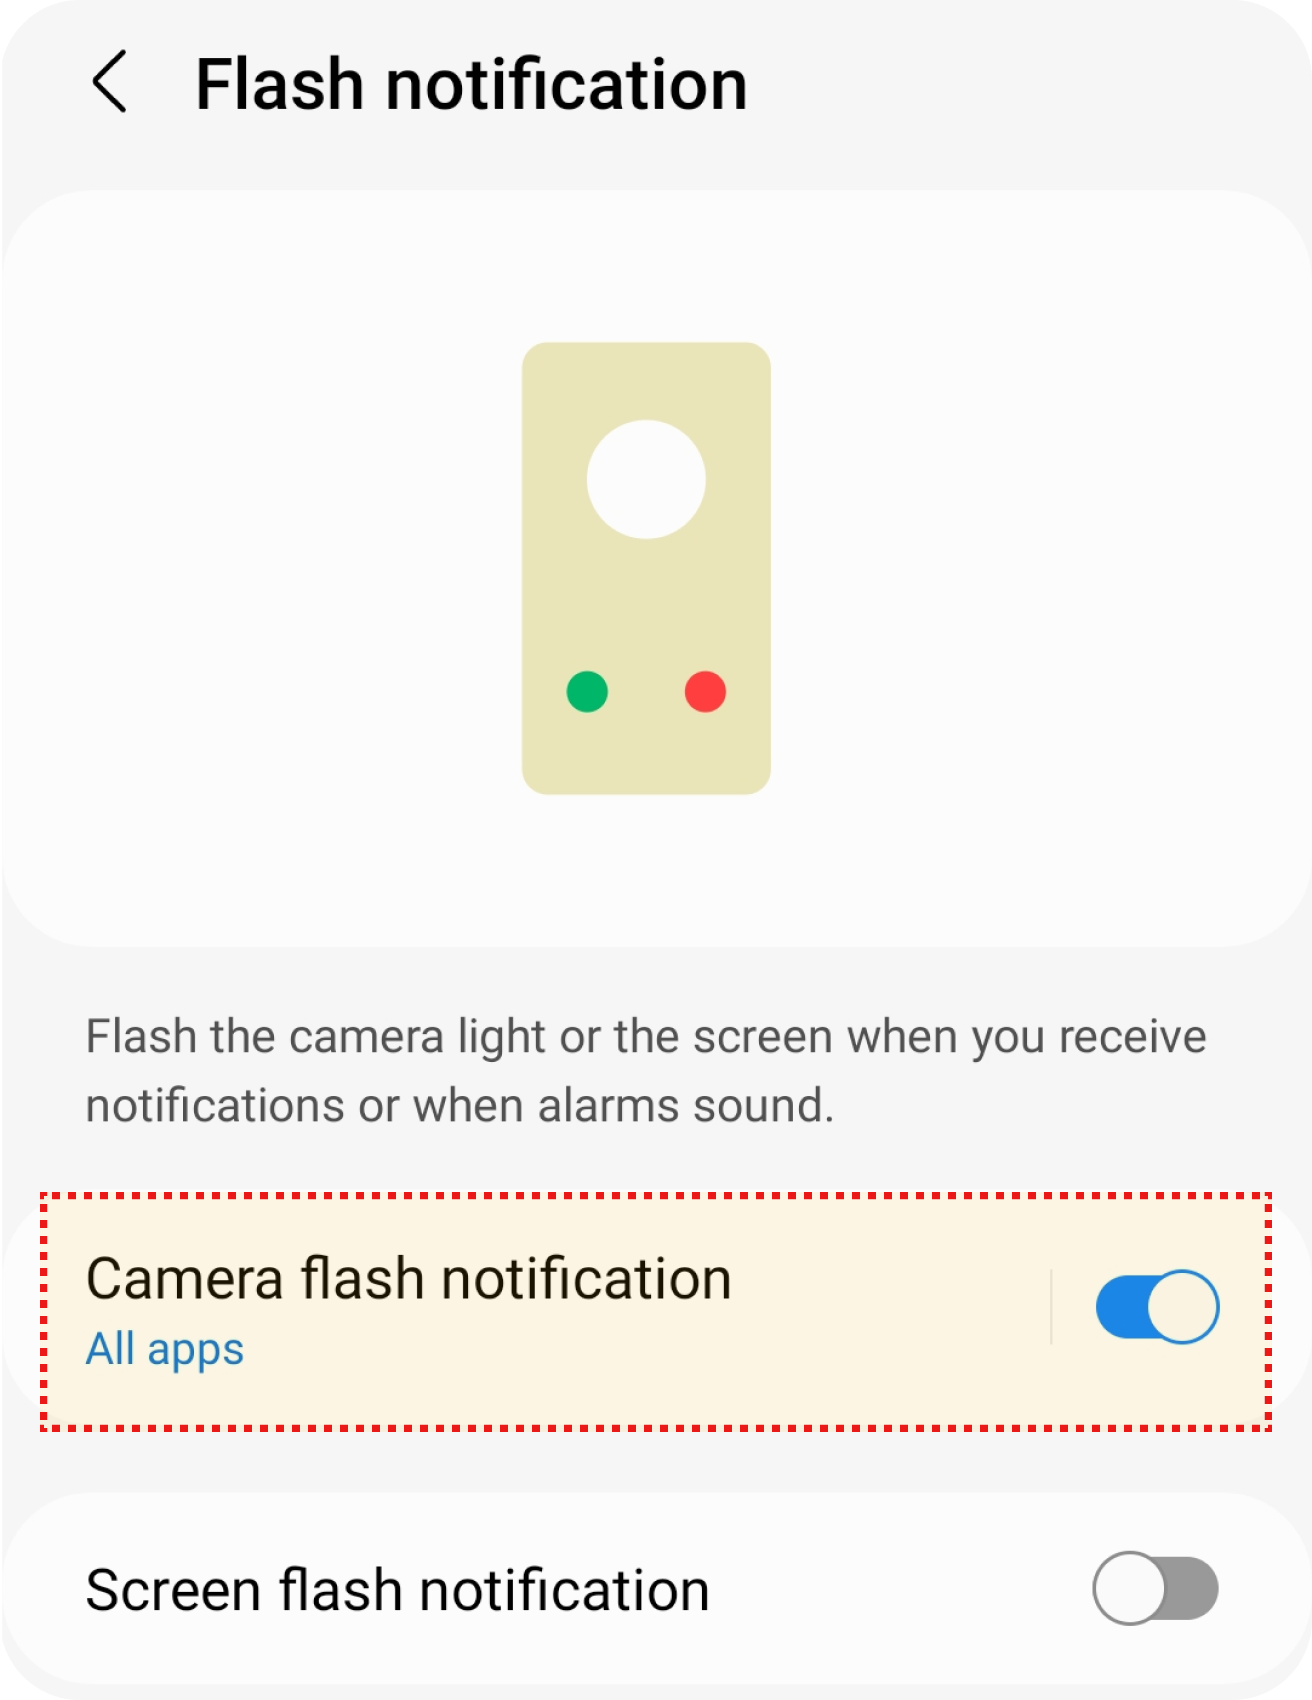 Flash notification
Flash the camera light or the screen when you receive
notifications or when alarms sound.
Camera flash notification
All apps
Screen flash notification